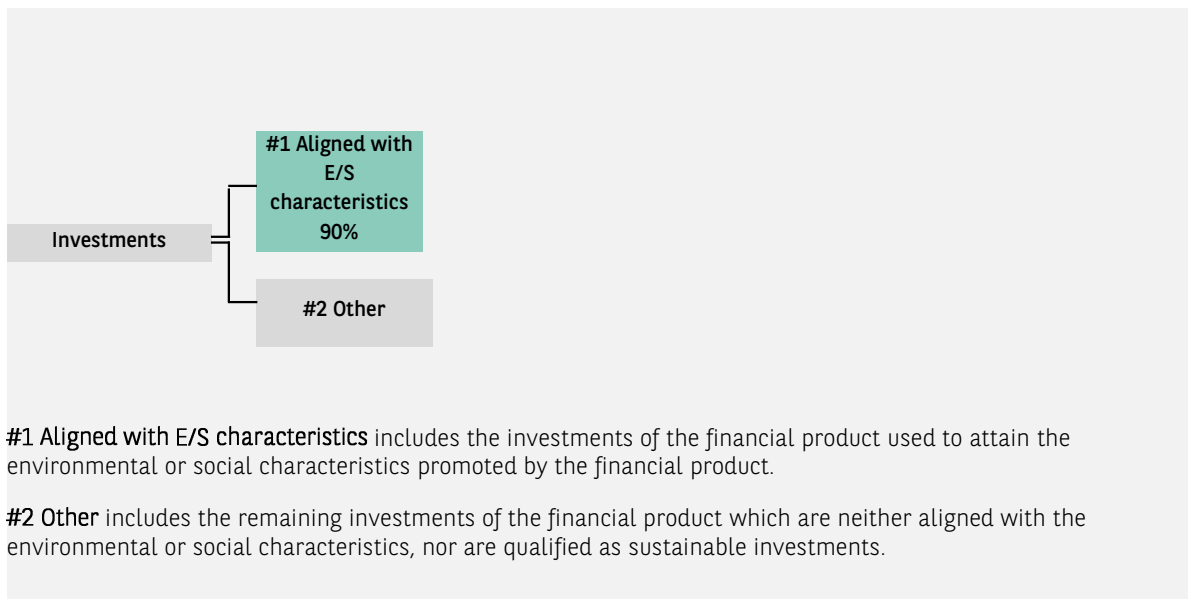 #1 Aligned with
E/S
characteristics
90%
Investments
#2 Other
#1 Aligned with E/S characteristics includes the investments of the financial product used to attain the
environmental or social characteristics promoted by the financial product.
#2 Other includes the remaining investments of the financial product which are neither aligned with the
environmental or social characteristics, nor are qualified as sustainable investments.